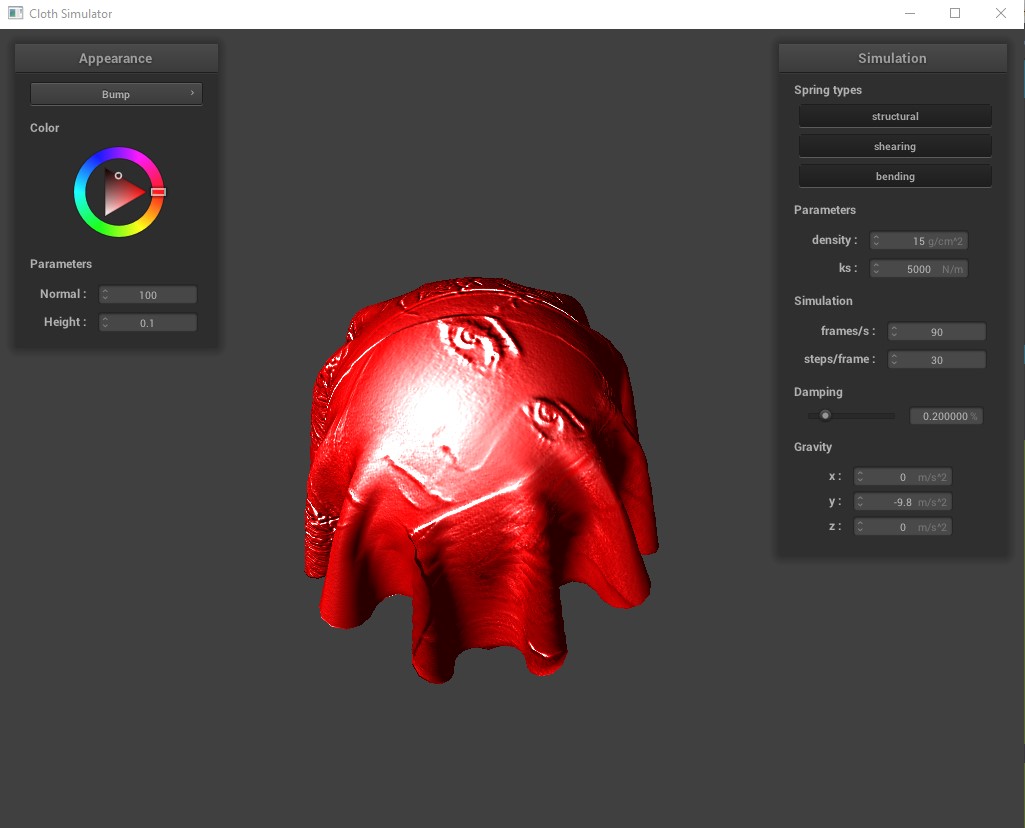 Cloth Simulator
Appearance
Bump
Color
Parameters
Normal : 100
Height : 0.1
Simulation
Spring types
structural
shearing
bending
Parameters
density : 15 g/cm^2
ks : 5000 N/m
Simulation
frames/s : 90
steps/frame : 30
Damping
0.200000 %
Gravity
x : 0 m/s^2
y : -9.8 m/s^2
z : 0 m/s^2